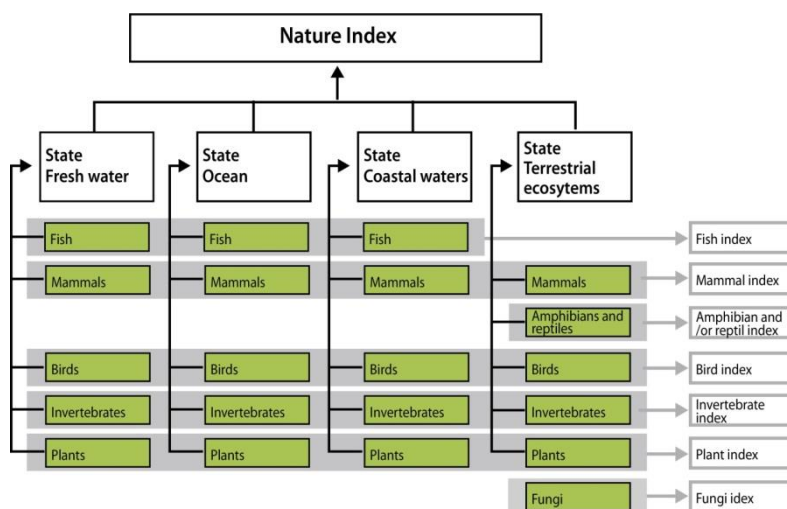 Nature Index
State
Fresh water
State
Ocean
State
Coastal waters
State
Terrestrial
ecosytems
Fish
Fish
Fish
Fish index
Mammals
Mammals
Mammals
Mammals
Mammal index
Amphibians and
reptiles
Amphibian and
/or reptil index
Birds
Birds
Birds
Birds
Bird index
Invertebrates
Invertebrates
Invertebrates
Invertebrates
Invertebrate
index
Plants
Plants
Plants
Plants
Plant index
Fungi
Fungi idex